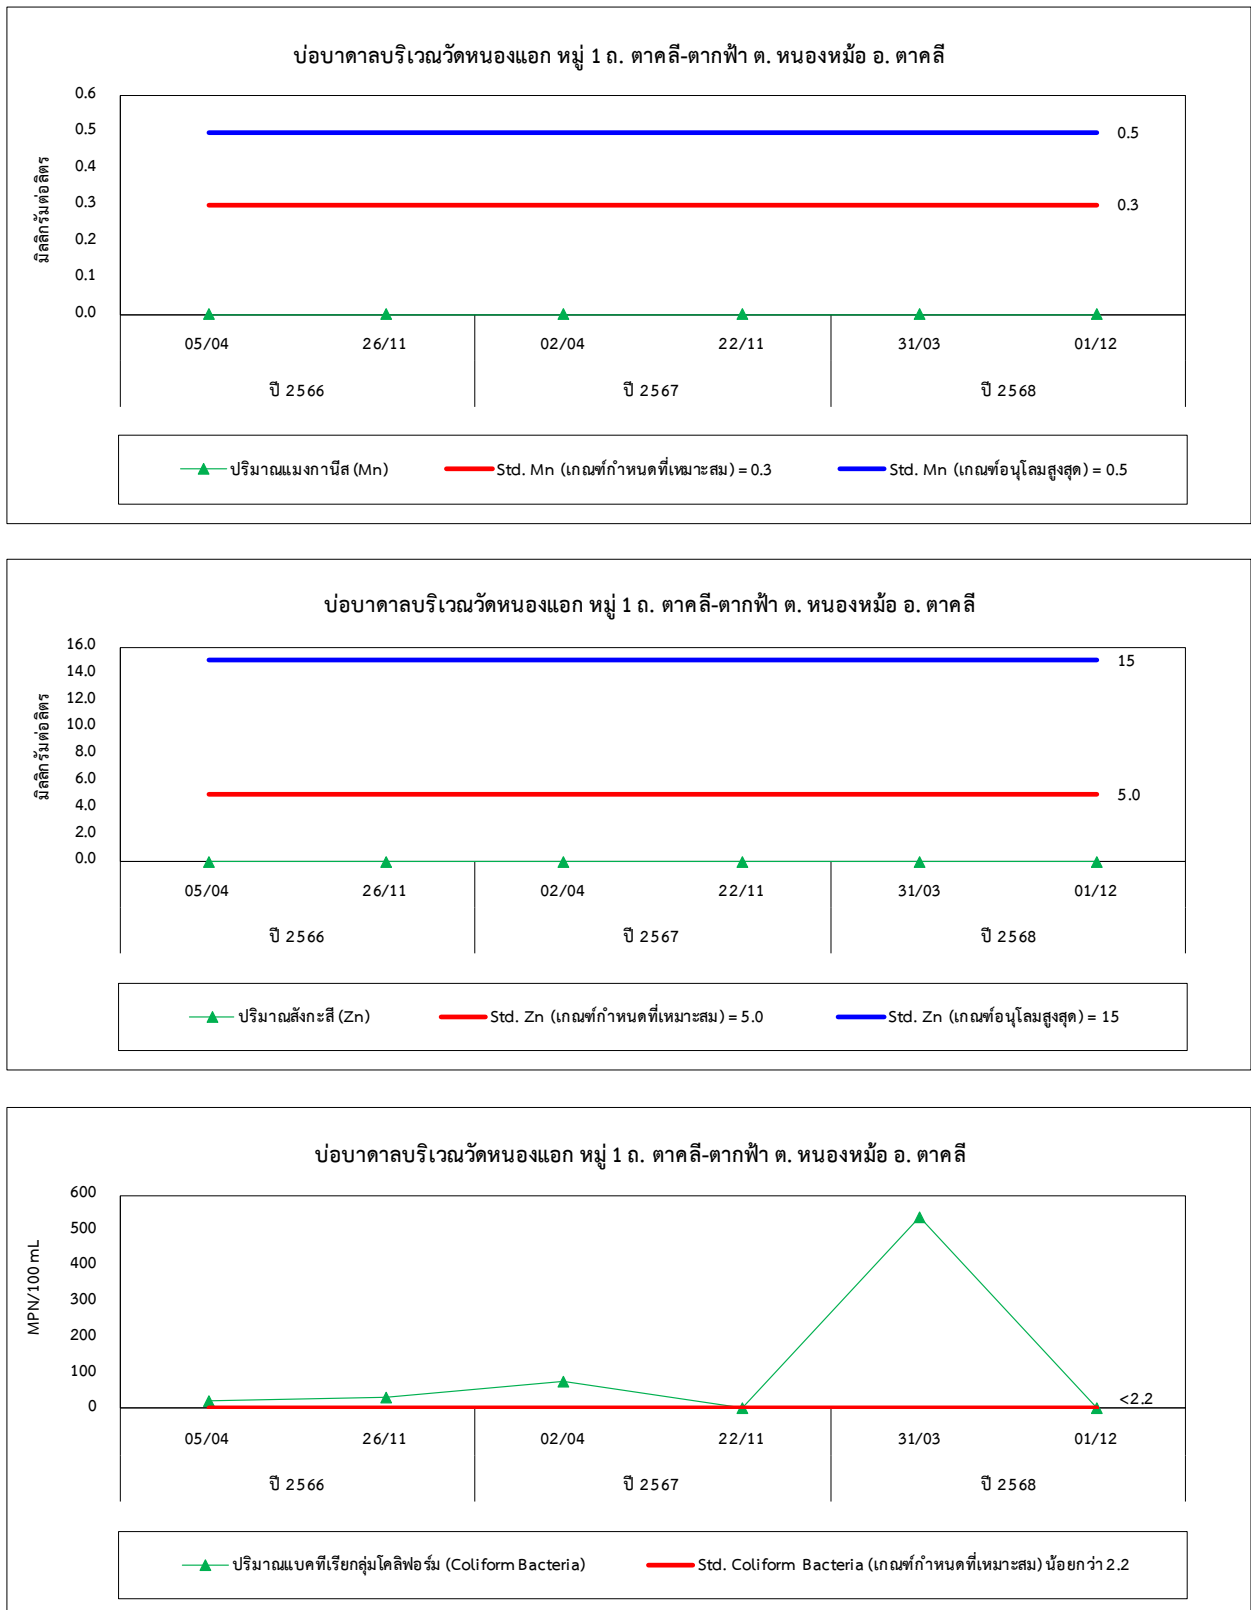 บ่อบาดาลบริเวณวัดหนองแอก หมู่ 1 ถ. ตาคลี-ตากฟ้า ต. หนองหม้อ อ. ตาคลี
มิลลิกรัมต่อลิตร
0.6
0.5
0.4
0.3
0.2
0.1
0.0
0.5
0.3
05/04 26/11 02/04 22/11 31/03 01/12
ปี 2566 ปี 2567 ปี 2568
ปริมาณแมงกานีส (Mn) Std. Mn (เกณฑ์กำหนดที่เหมาะสม) = 0.3 Std. Mn (เกณฑ์อนุโลมสูงสุด) = 0.5
บ่อบาดาลบริเวณวัดหนองแอก หมู่ 1 ถ. ตาคลี-ตากฟ้า ต. หนองหม้อ อ. ตาคลี
มิลลิกรัมต่อลิตร
16.0
14.0
12.0
10.0
8.0
6.0
4.0
2.0
0.0
15
5.0
05/04 26/11 02/04 22/11 31/03 01/12
ปี 2566 ปี 2567 ปี 2568
ปริมาณสังกะสี (Zn) Std. Zn (เกณฑ์กำหนดที่เหมาะสม) = 5.0 Std. Zn (เกณฑ์อนุโลมสูงสุด) = 15
บ่อบาดาลบริเวณวัดหนองแอก หมู่ 1 ถ. ตาคลี-ตากฟ้า ต. หนองหม้อ อ. ตาคลี
MPN/100 mL
600
500
400
300
200
100
0
<2.2
05/04 26/11 02/04 22/11 31/03 01/12
ปี 2566 ปี 2567 ปี 2568
ปริมาณแบคทีเรียกลุ่มโคลิฟอร์ม (Coliform Bacteria) Std. Coliform Bacteria (เกณฑ์กำหนดที่เหมาะสม) น้อยกว่า 2.2